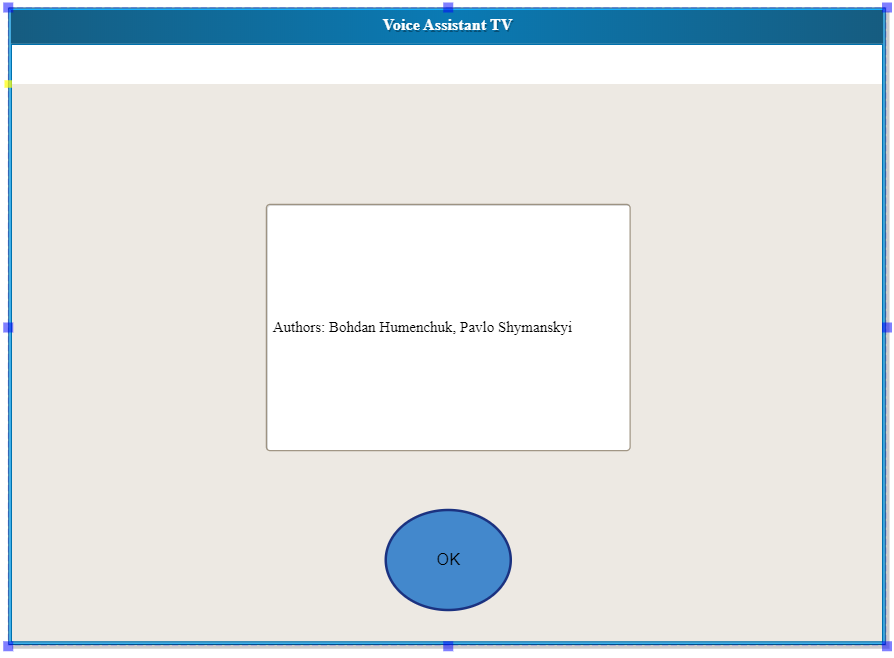 Voice Assistant TV
Authors: Bohdan Humenchuk, Pavlo Shymanskyi
OK